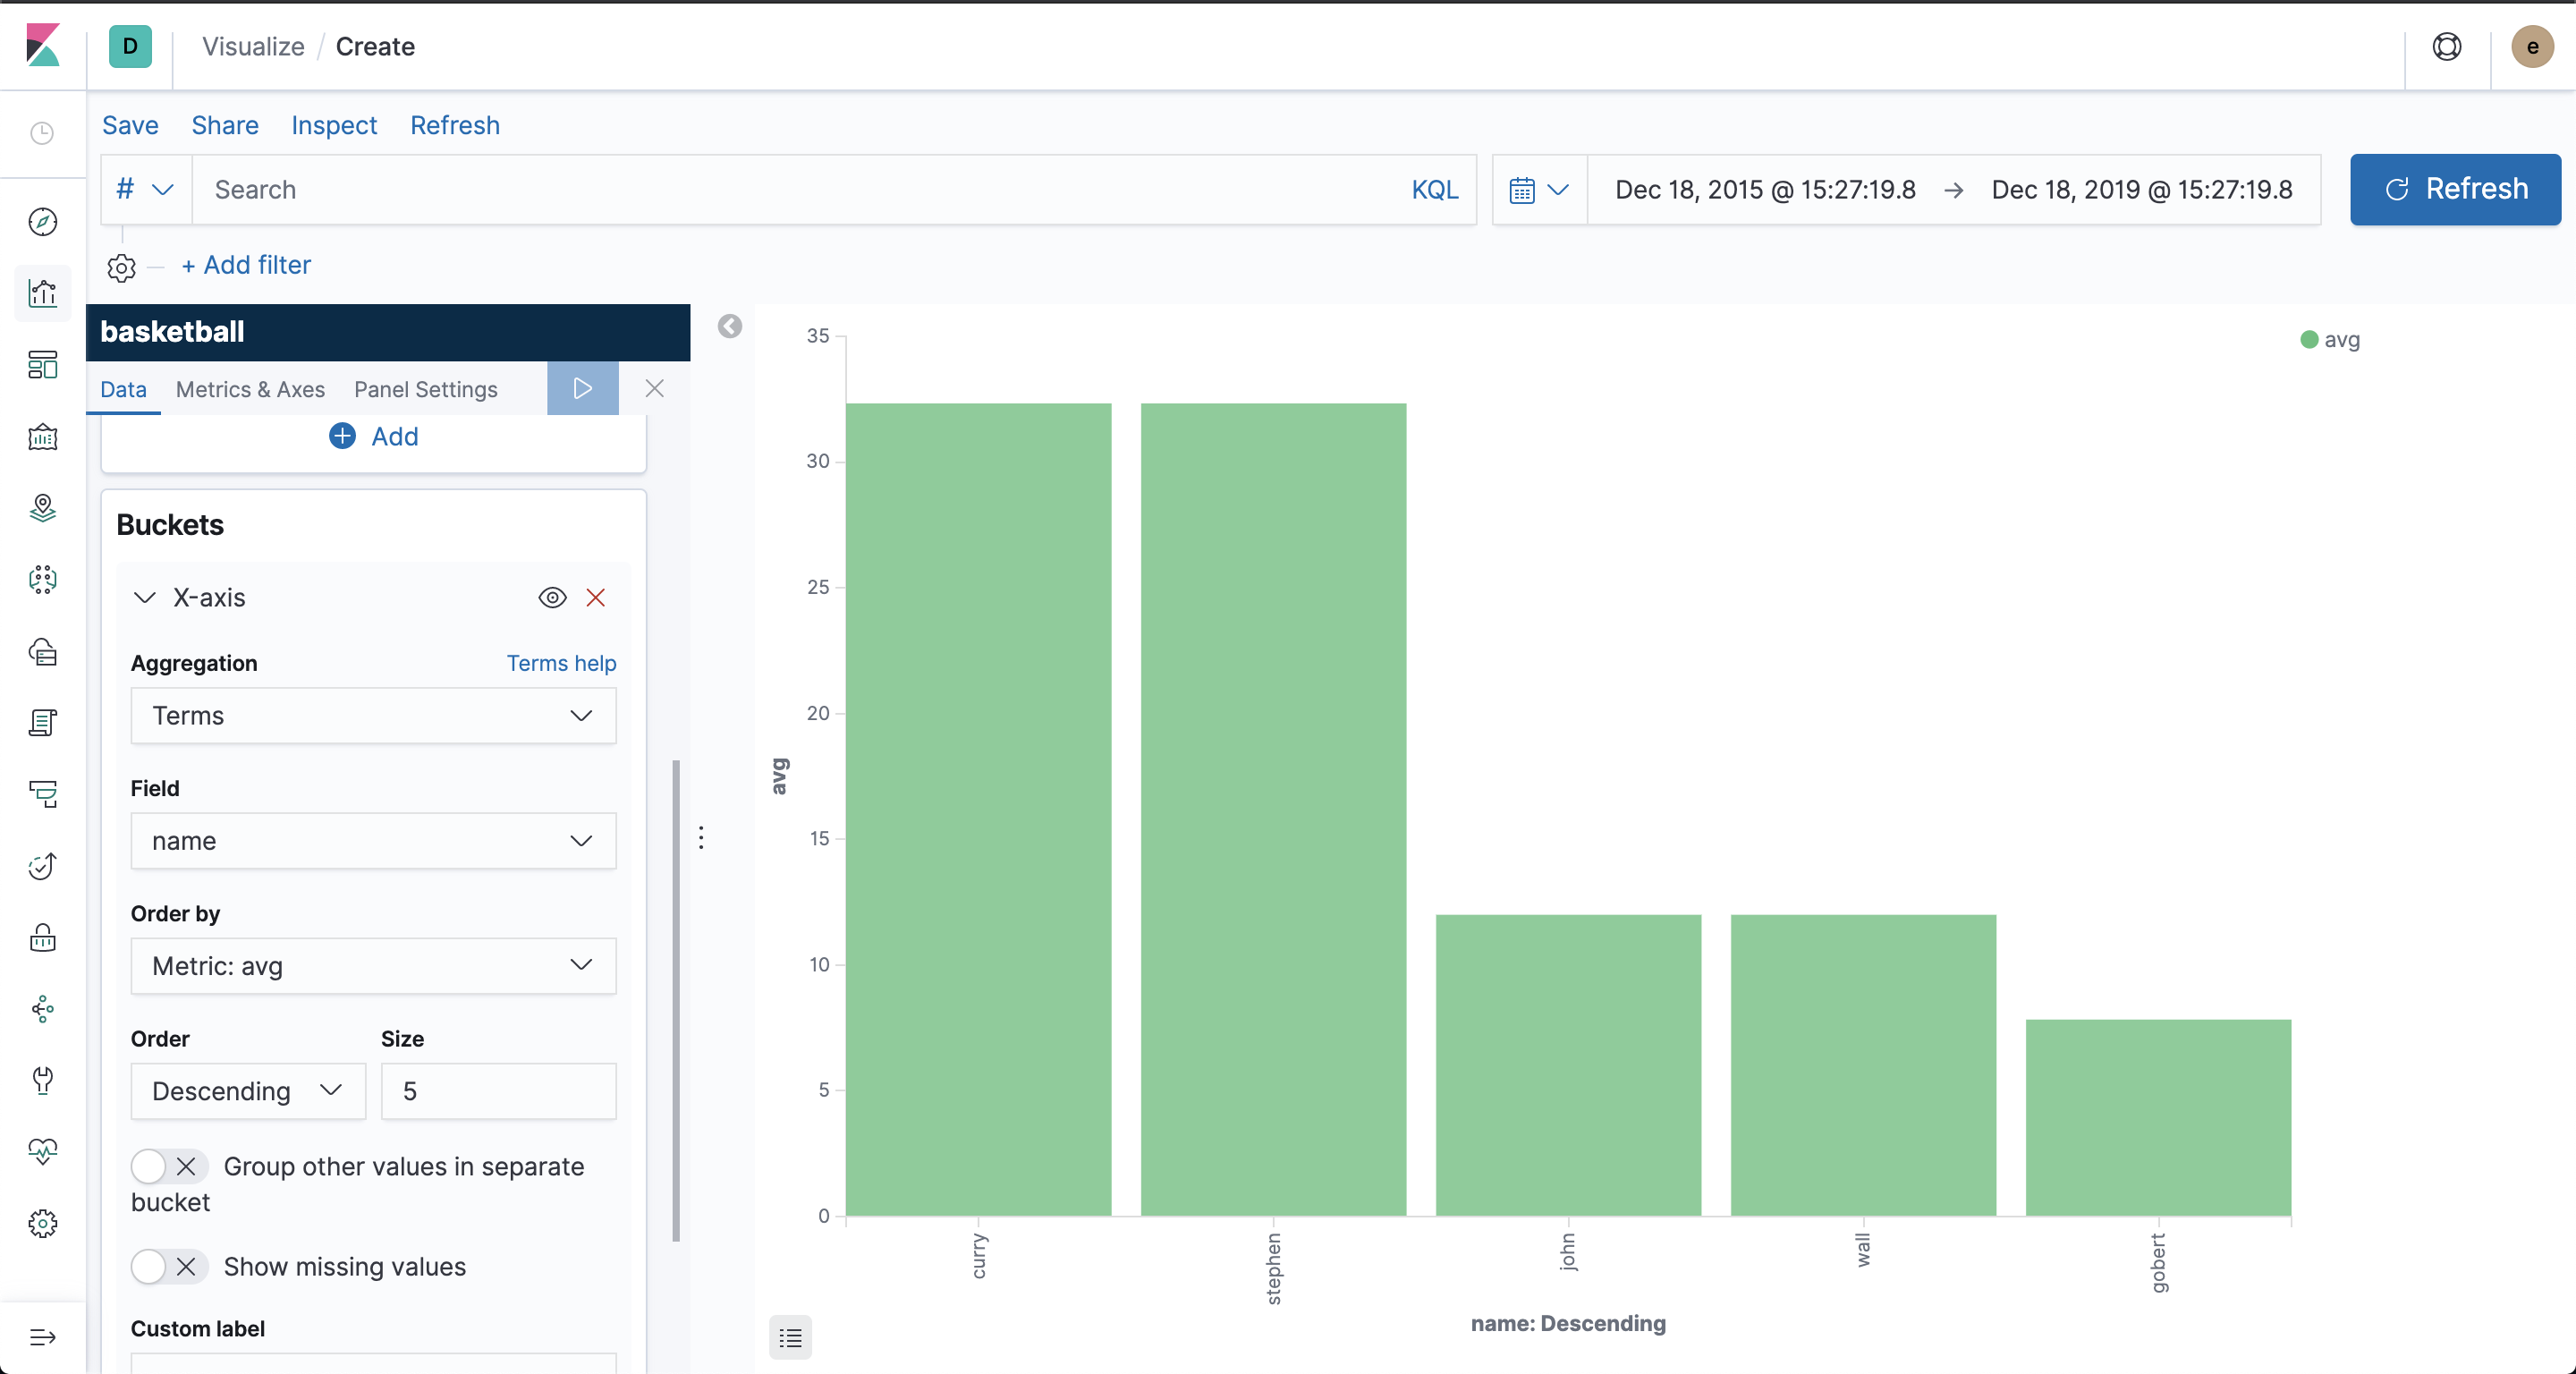 D
Visualize / Create
e
Save Share Inspect Refresh
# Search KQL
Dec 18, 2015 @ 15:27:19.8 → Dec 18, 2019 @ 15:27:19.8
Refresh
+ Add filter
basketball
Data Metrics & Axes Panel Settings
Add
Buckets
X-axis
Aggregation Terms help
Terms
Field
name
Order by
Metric: avg
Order Size
Descending 5
Group other values in separate
bucket
Show missing values
Custom label
avg
35
30
25
20
15
10
5
0
avg
curry
stephen
john
wall
gobert
name: Descending